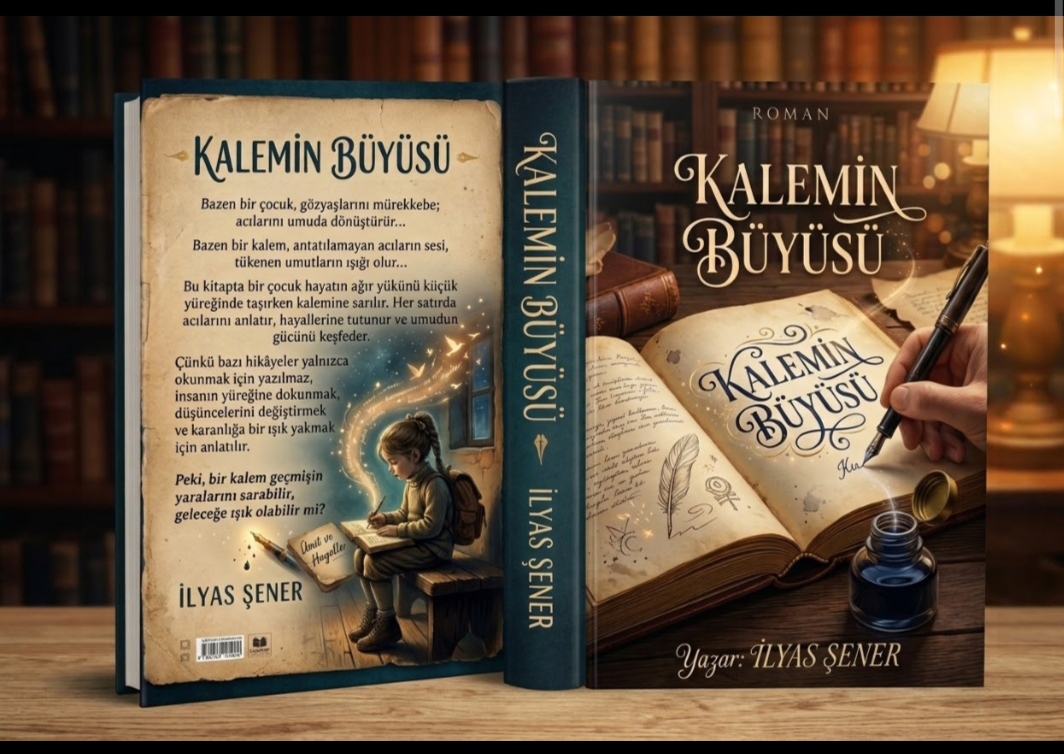 KALEMİN BÜYÜSÜ
Bazen bir çocuk, gözyaşlarını mürekkebe;
acılarını umuda dönüştürür...
Bazen bir kalem, antatılamayan acıların sesi,
tükenen umutların ışığı olur...
Bu kitapta bir çocuk hayatın ağır yükünü küçük
yüreğinde taşırken kalemine sarılır. Her satırda
acılarını anlatır, hayallerine tutunur ve umudun
gücünü keşfeder.
Çünkü bazı hikâyeler yalnızca
okunmak için yazılmaz,
insanın yüreğine dokunmak,
düşüncelerini değiştirmek
ve karanlığa bir ışık yakmak
için anlatılır.
Peki, bir kalem geçmişin
yaralarını sarabilir,
geleceğe ışık olabilir mi?
Ümit ve
Hayaller
İLYAS ŞENER
KALEMİN BÜYÜSÜ
İLYAS ŞENER
ROMAN
KALEMİN
BÜYÜSÜ
KALEMİN
BÜYÜSÜ
Yazar: İLYAS ŞENER